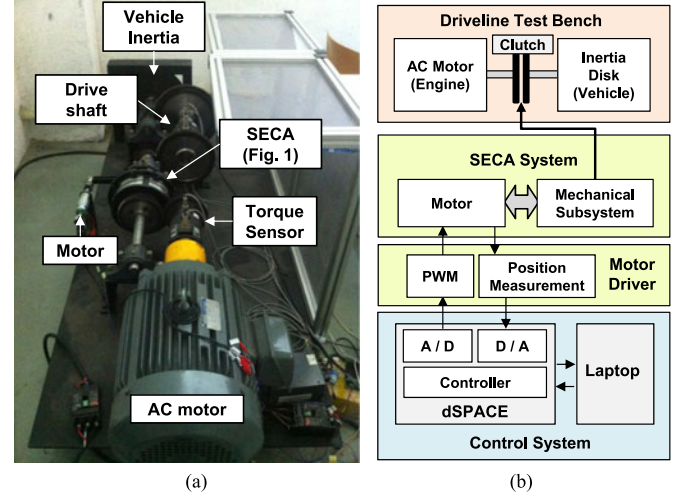 Vehicle
Inertia
Drive
shaft
SECA
(Fig. 1)
Motor
Torque
Sensor
AC motor
(a)
Driveline Test Bench
Clutch
AC Motor
(Engine)
Inertia
Disk
(Vehicle)
SECA System
Motor
Mechanical
Subsystem
PWM
Position
Measurement
Motor
Driver
A / D
D / A
Controller
dSPACE
Laptop
Control System
(b)